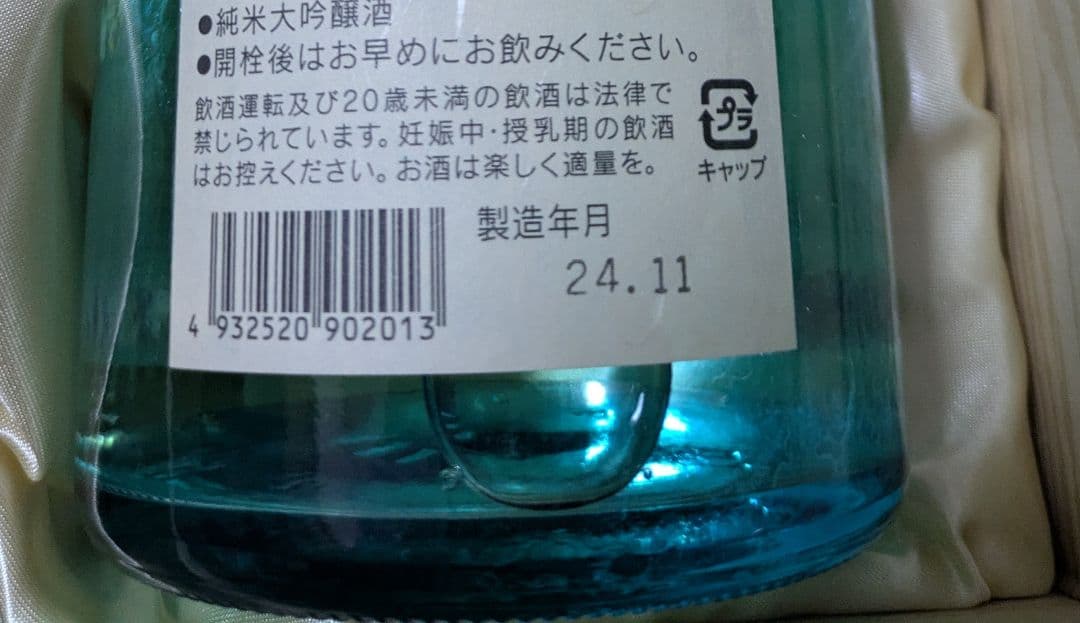 ●純米大吟醸酒
●開栓後はお早めにお飲みください。
飲酒運転及び20歳未満の飲酒は法律で
禁じられています。妊娠中・授乳期の飲酒
はお控えください。お酒は楽しく適量を。
プラ
キャップ
製造年月
24.11
4 932520 902013